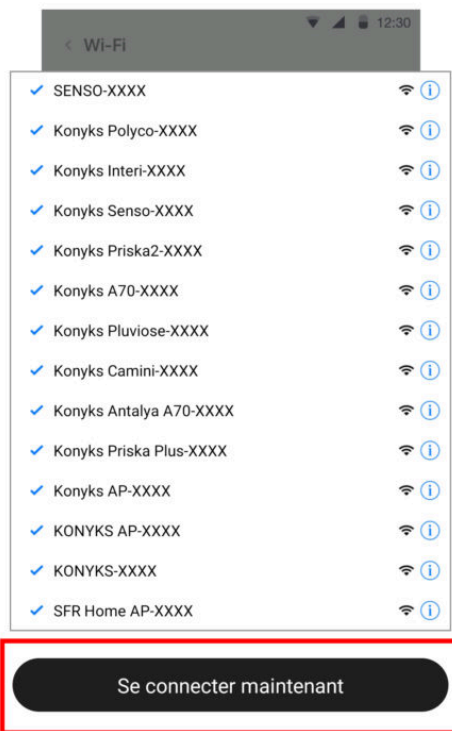 12:30
< Wi-Fi
SENSO-XXXX
Konyks Polyco-XXXX
Konyks Interi-XXXX
Konyks Senso-XXXX
Konyks Priska2-XXXX
Konyks A70-XXXX
Konyks Pluviose-XXXX
Konyks Camini-XXXX
Konyks Antalya A70-XXXX
Konyks Priska Plus-XXXX
Konyks AP-XXXX
KONYKS AP-XXXX
KONYKS-XXXX
SFR Home AP-XXXX
Se connecter maintenant